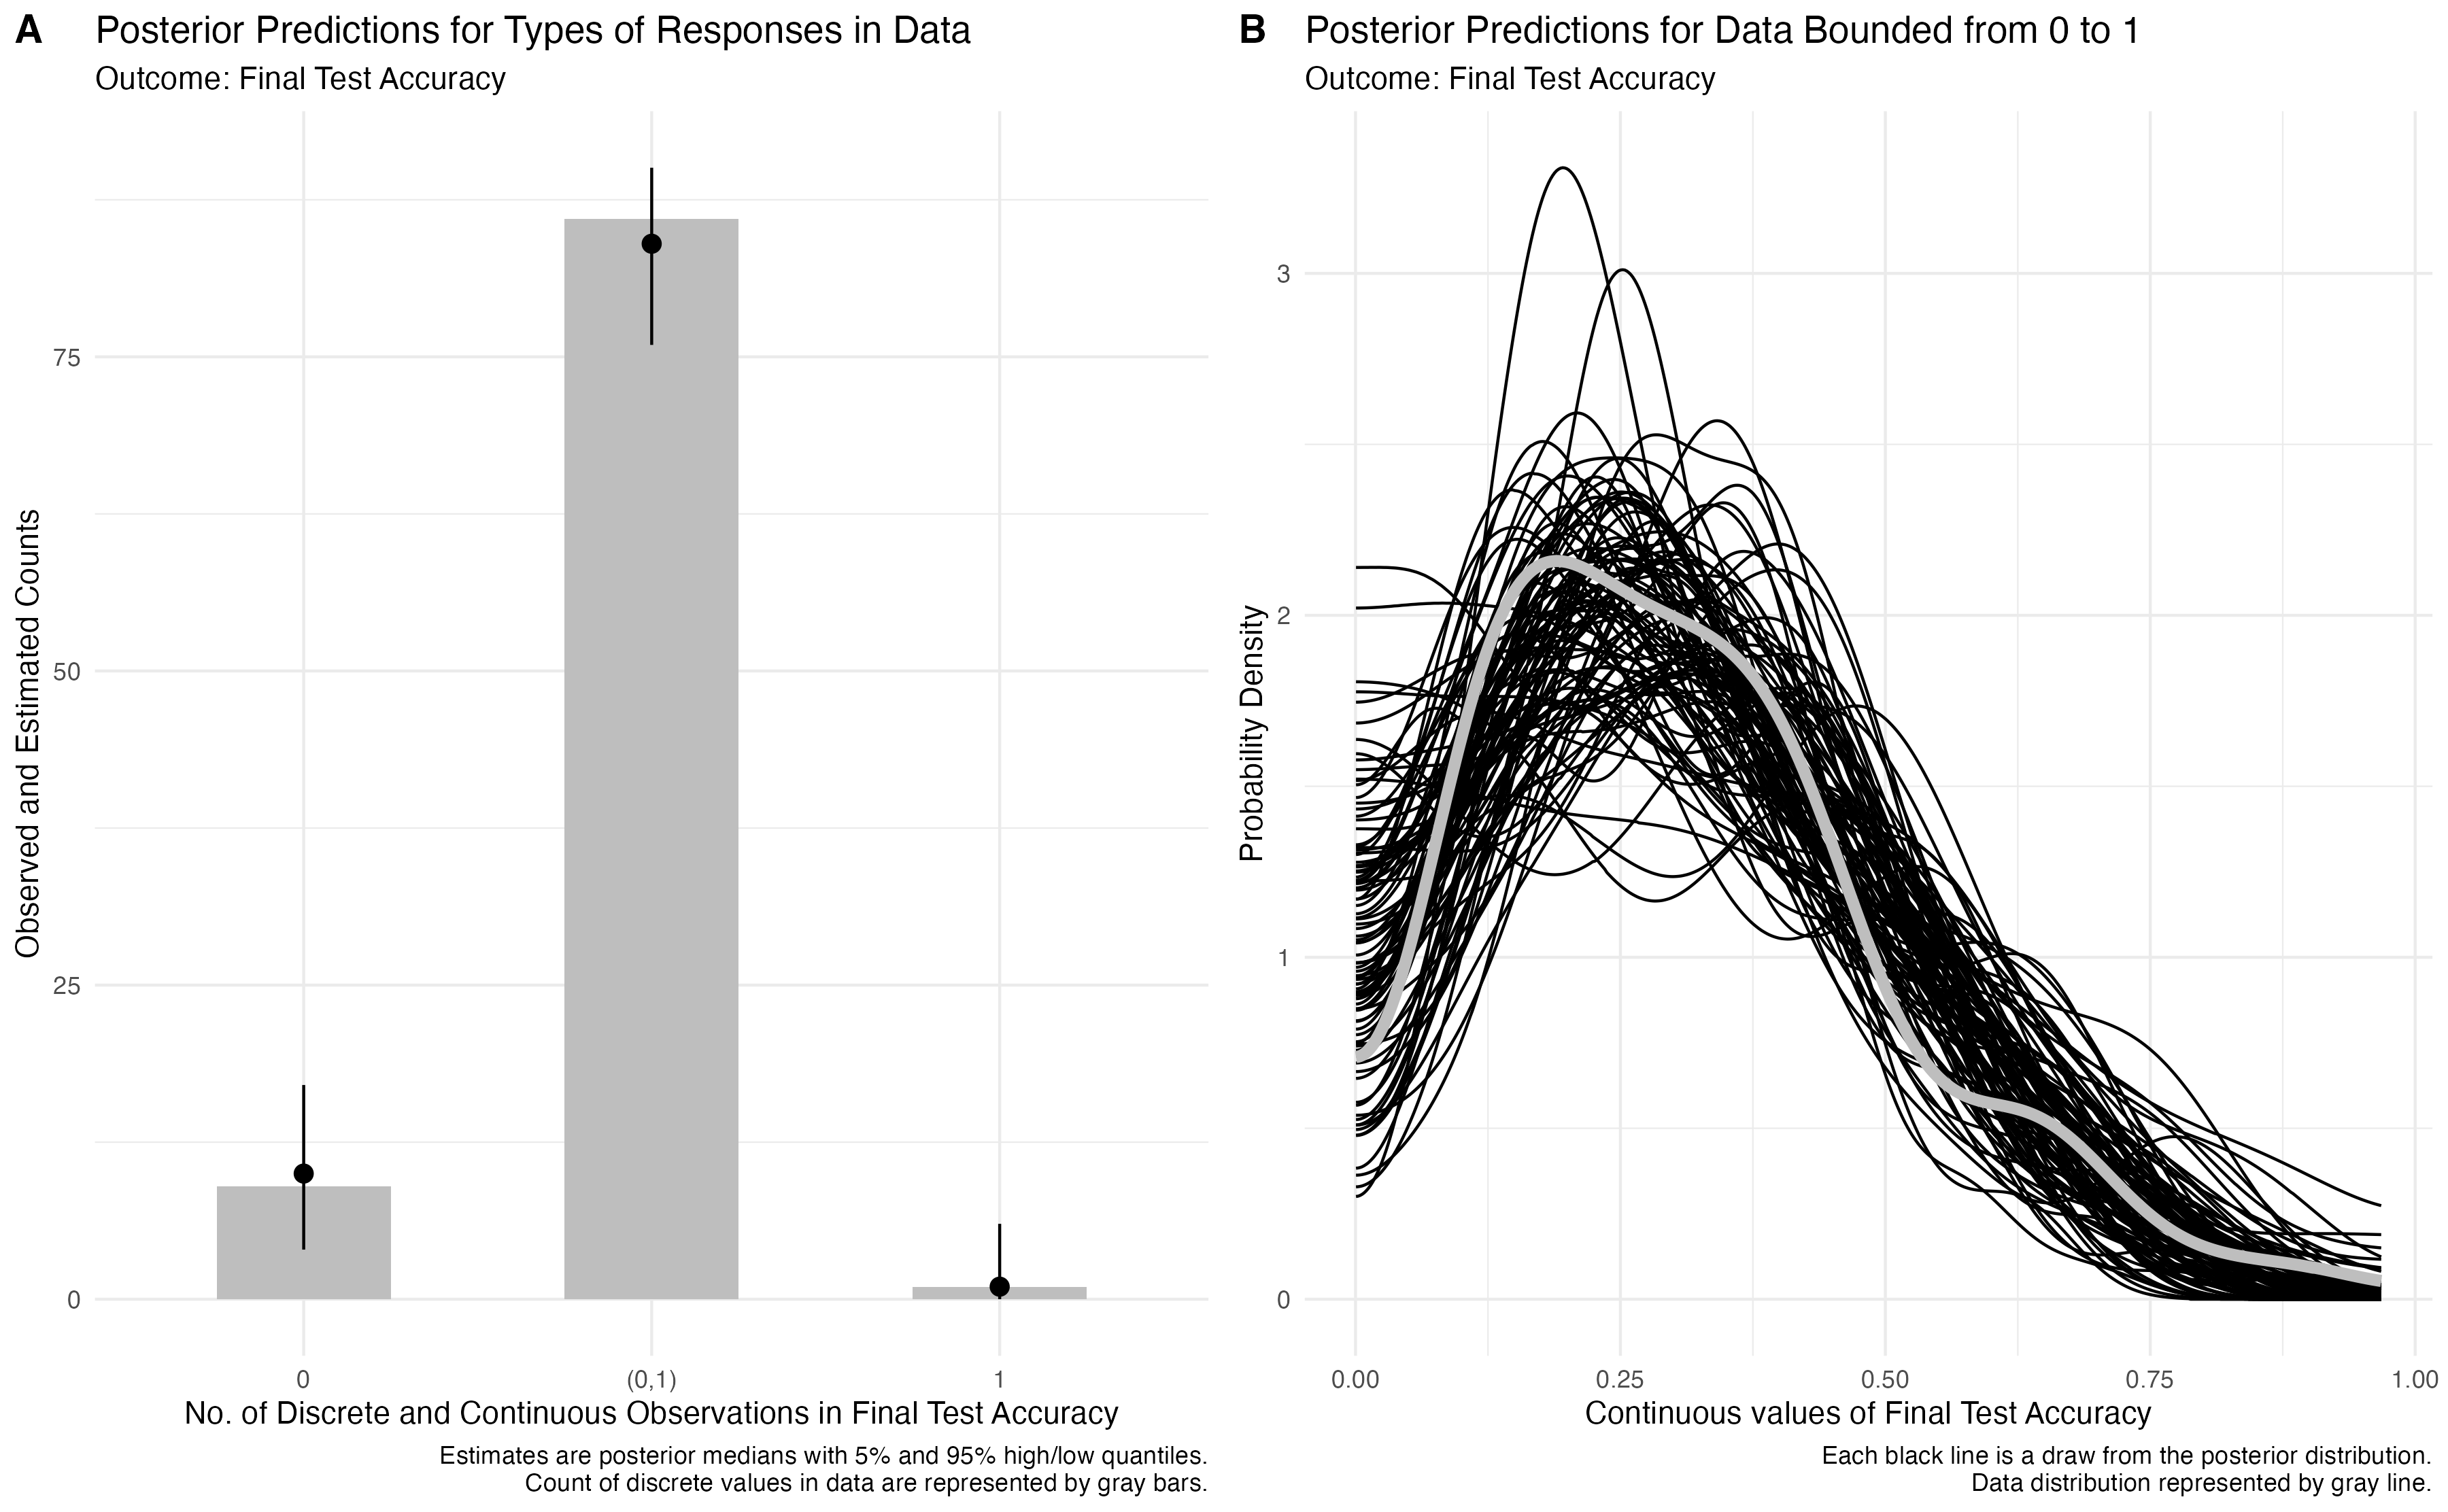 A
Posterior Predictions for Types of Responses in Data
Outcome: Final Test Accuracy
Observed and Estimated Counts
75
50
25
0
0
(0,1)
1
No. of Discrete and Continuous Observations in Final Test Accuracy
Estimates are posterior medians with 5% and 95% high/low quantiles.
Count of discrete values in data are represented by gray bars.
B
Posterior Predictions for Data Bounded from 0 to 1
Outcome: Final Test Accuracy
Probability Density
3
2
1
0
0.00
0.25
0.50
0.75
1.00
Continuous values of Final Test Accuracy
Each black line is a draw from the posterior distribution.
Data distribution represented by gray line.